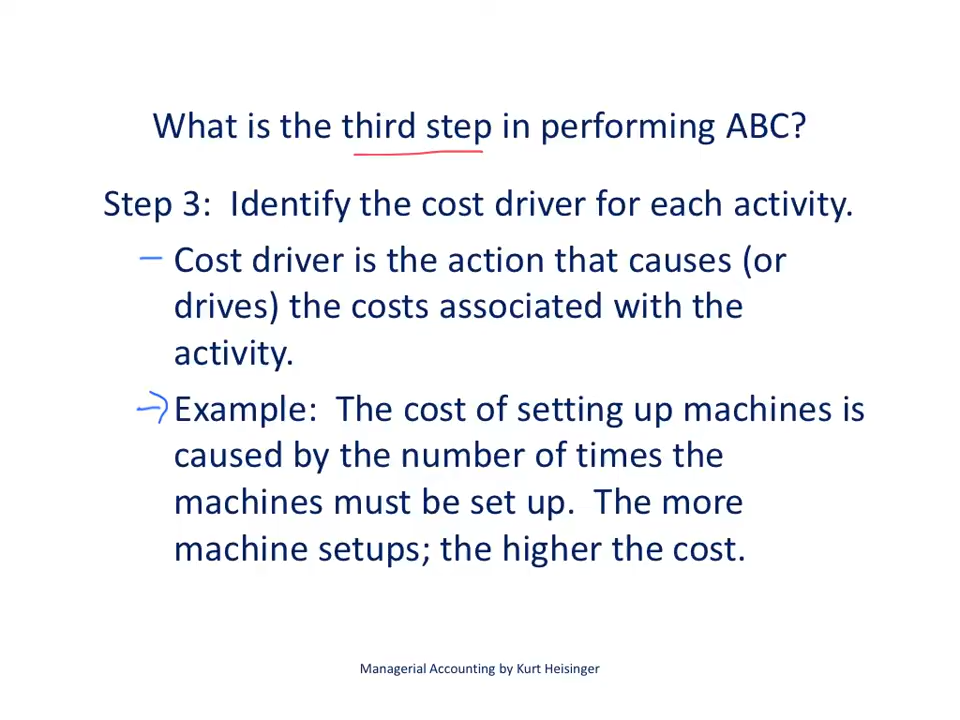 What is the third step in performing ABC?
Step 3:  Identify the cost driver for each activity.
– Cost driver is the action that causes (or
drives) the costs associated with the
activity.
Example:  The cost of setting up machines is
caused by the number of times the
machines must be set up.  The more
machine setups; the higher the cost.
Managerial Accounting by Kurt Heisinger